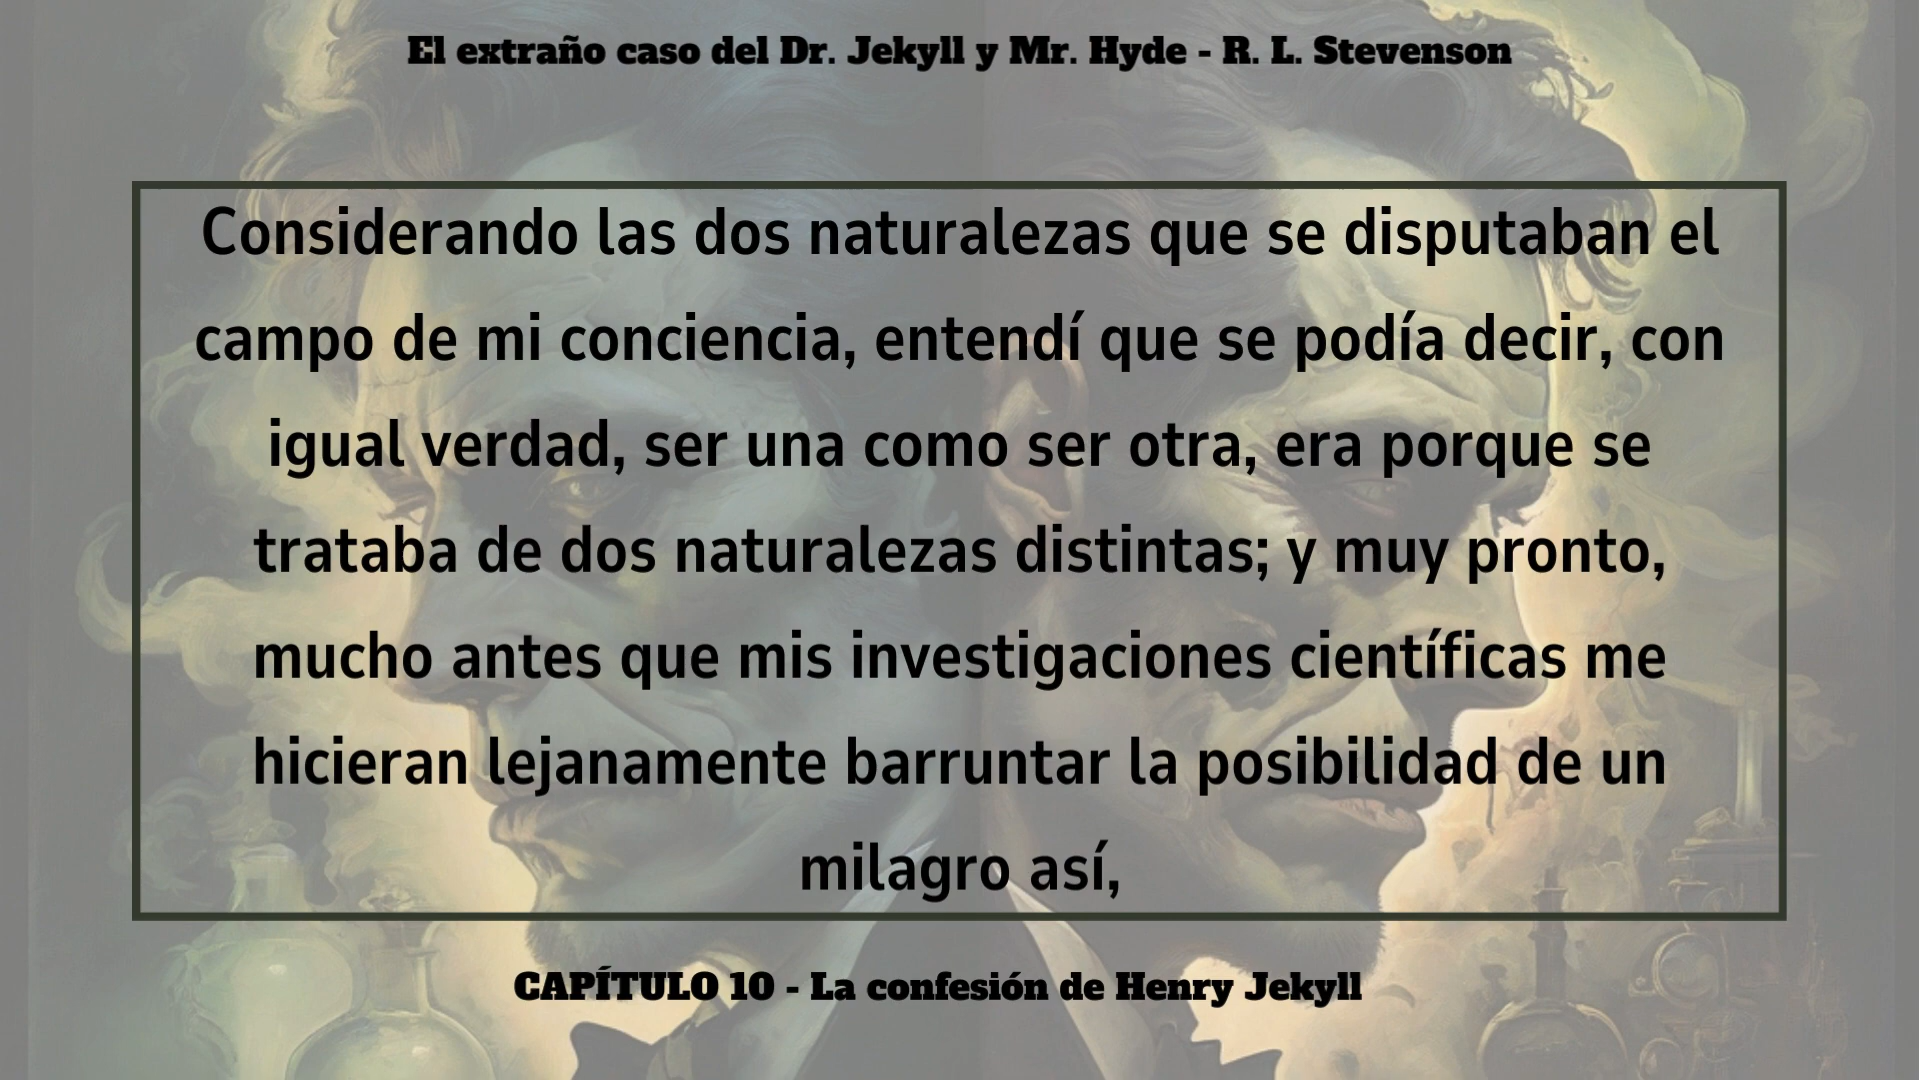 El extraño caso del Dr. Jekyll y Mr. Hyde - R. L. Stevenson
Considerando las dos naturalezas que se disputaban el
campo de mi conciencia, entendí que se podía decir, con
igual verdad, ser una como ser otra, era porque se
trataba de dos naturalezas distintas; y muy pronto,
mucho antes que mis investigaciones científicas me
hicieran lejanamente barruntar la posibilidad de un
milagro así,
CAPÍTULO 10 - La confesión de Henry Jekyll